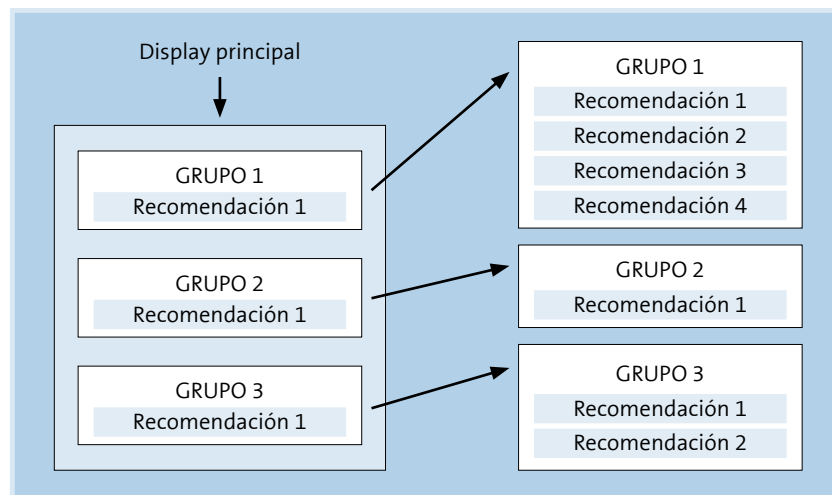 Display principal
GRUPO 1
Recomendación 1
GRUPO 2
Recomendación 1
GRUPO 3
Recomendación 1
GRUPO 1
Recomendación 1
Recomendación 2
Recomendación 3
Recomendación 4
GRUPO 2
Recomendación 1
GRUPO 3
Recomendación 1
Recomendación 2